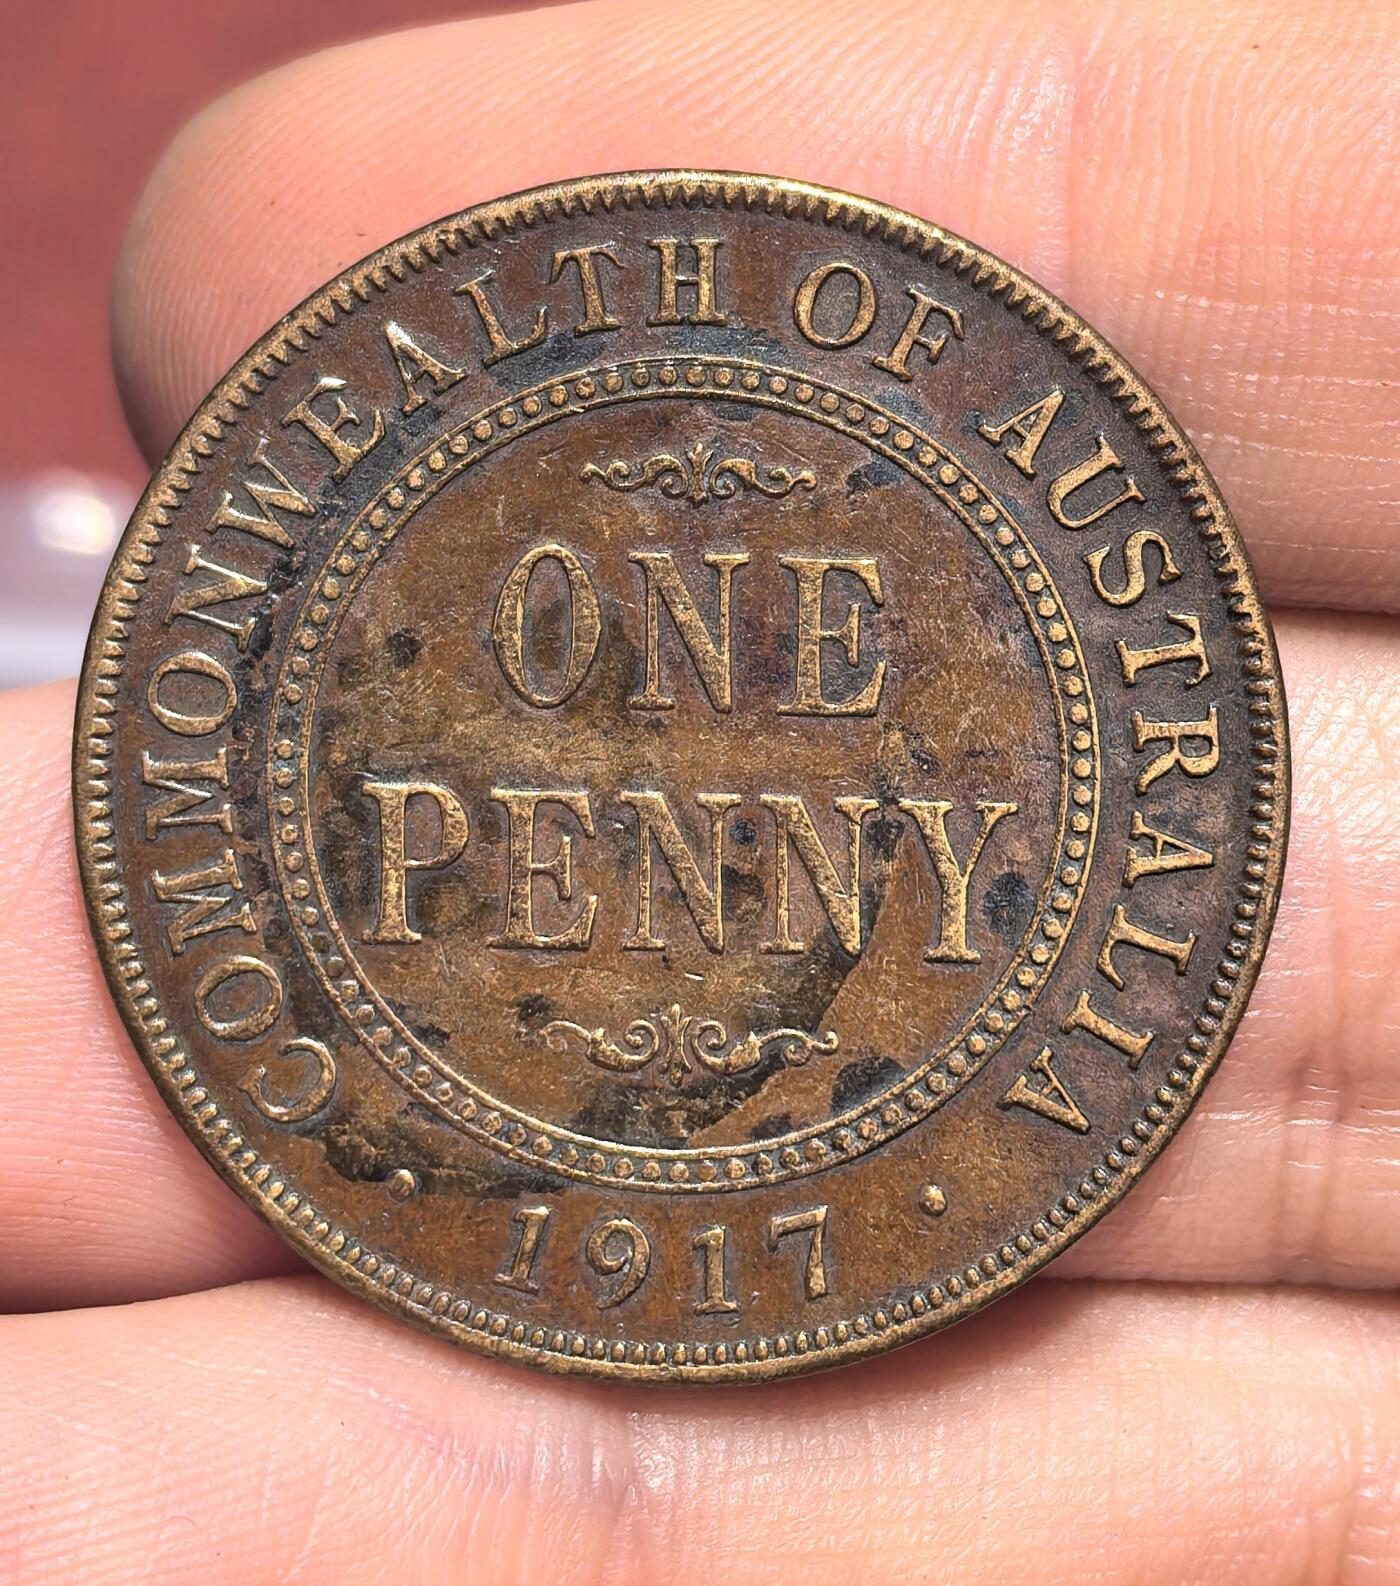 COMMONWEALTH OF AUSTRALIA
ONE
PENNY
1917